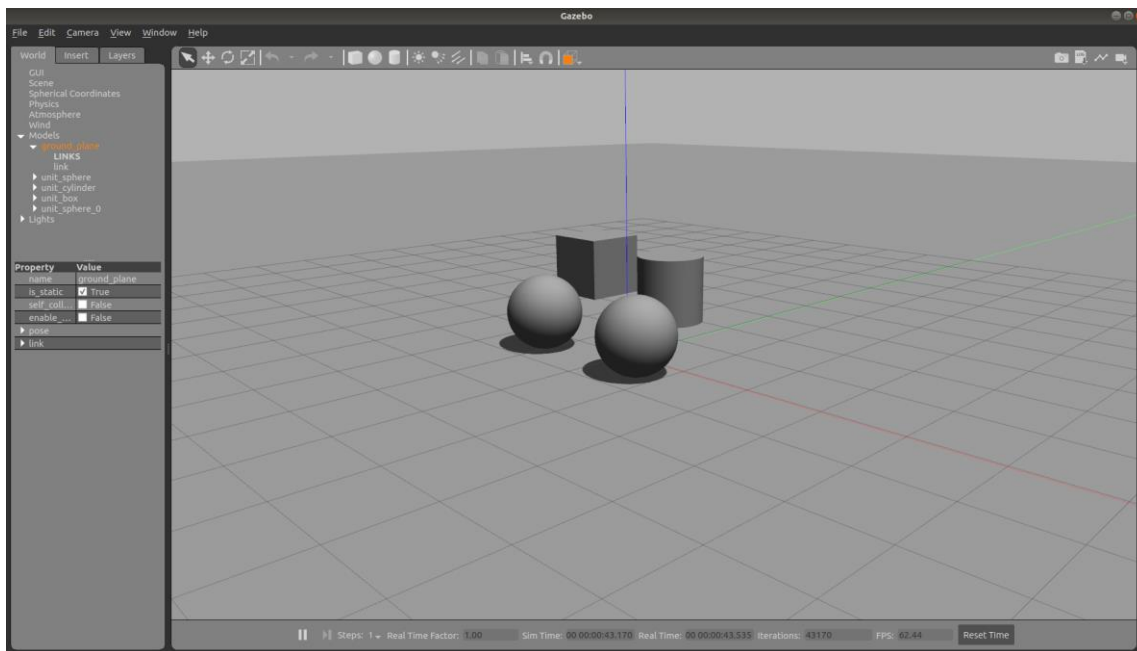 Gazebo
File Edit Camera View Window Help
World Insert Layers
GUI
Scene
Spherical Coordinates
Physics
Atmosphere
Wind
Models
ground_plane
LINKS
link
unit_sphere
unit_cylinder
unit_box
unit_sphere_0
Lights
Property Value
name ground_plane
is_static True
self_coll... False
enable_... False
pose
link
Steps: 1 Real Time Factor: 1.00 Sim Time: 00 00:00:43.170 Real Time: 00 00:00:43.535 Iterations: 43170 FPS: 62.44 Reset Time